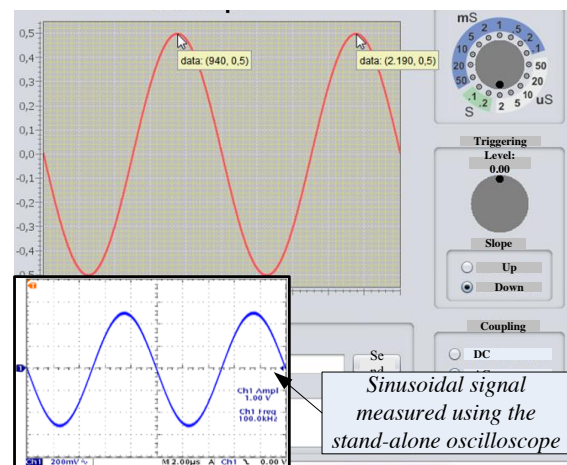 0,5
0,4
0,3
0,2
0,1
0,0
-0,1
-0,2
-0,3
-0,4
data: (940, 0,5)
data: (2.190, 0,5)
mS
5 2 1 .5 .2 .1
10
20
50
50
20
10
5
2
.2
.1
S
uS
Triggering
Level:
0.00
Slope
Up
Down
Coupling
DC
Se
nd
1
Ch1 Ampl
1.00 V
Ch1 Freq
100.0kHz
Ch1 200mV
M 2.00µs A Ch1 0.00 V
Sinusoidal signal
measured using the
stand-alone oscilloscope